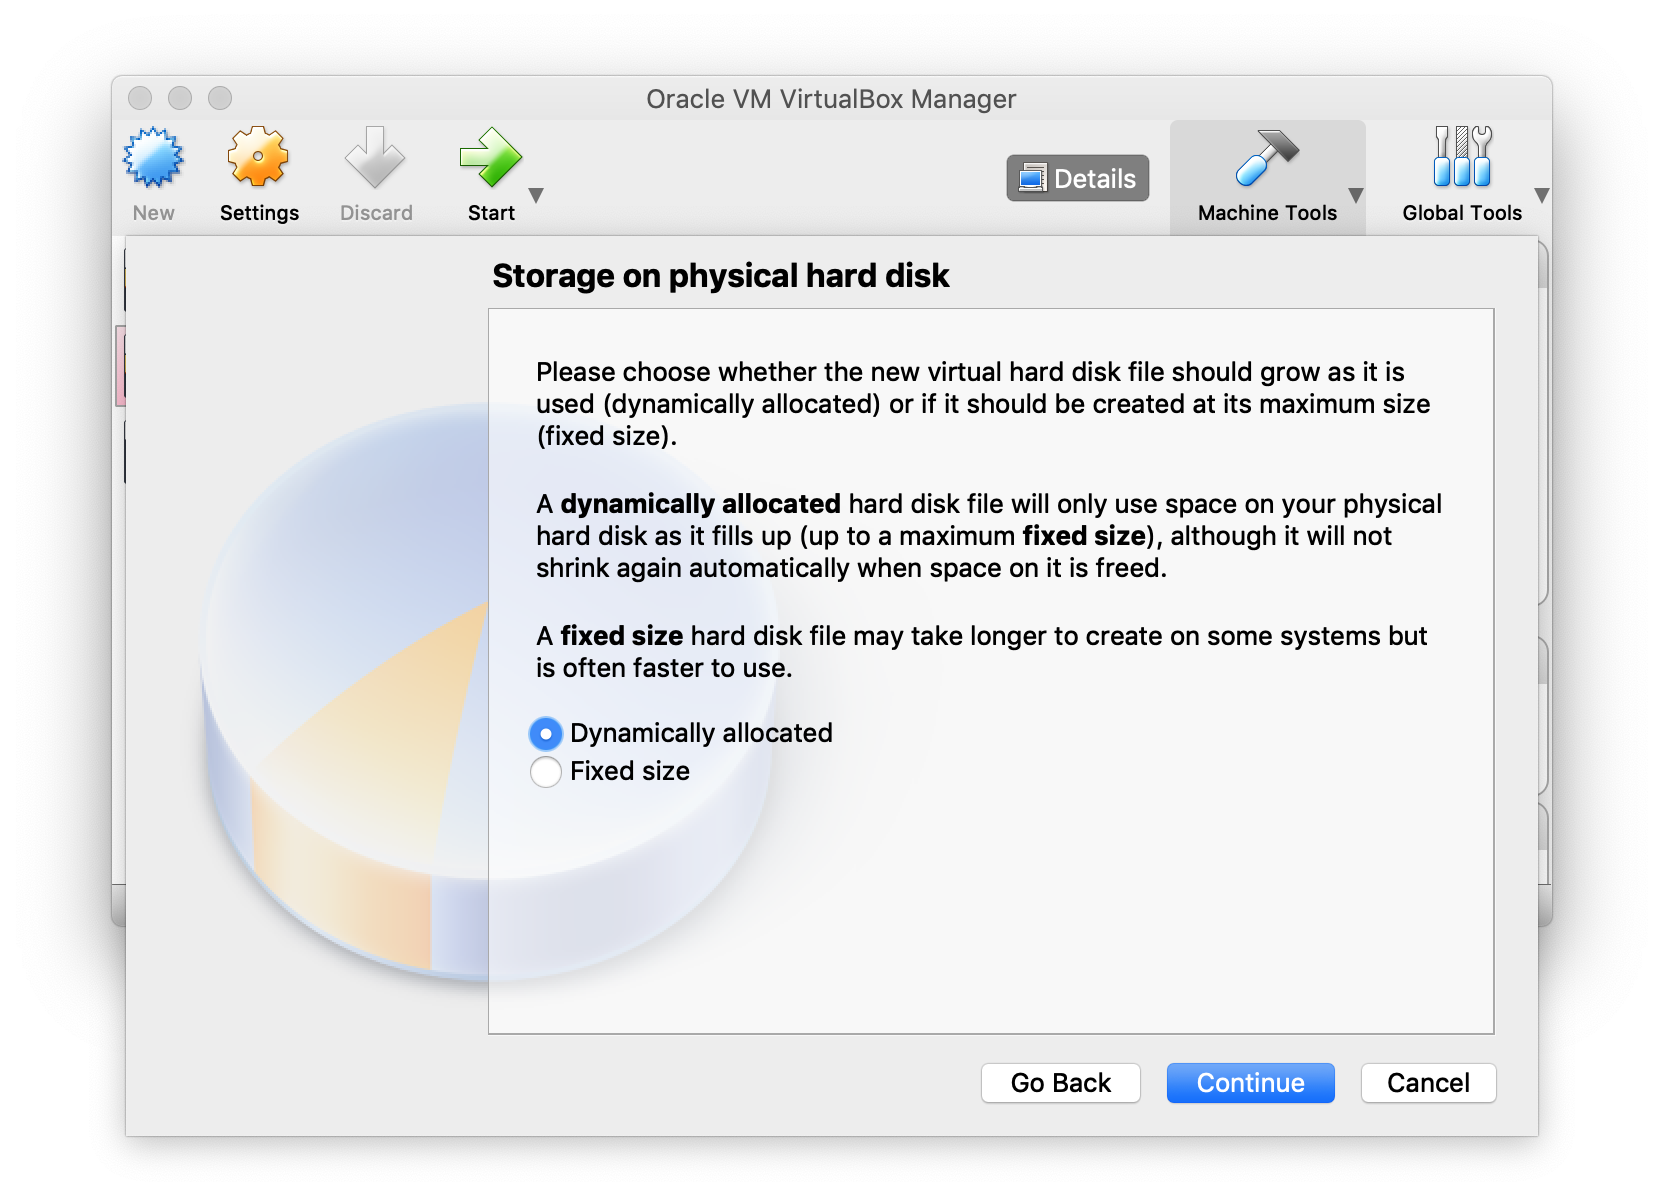 Oracle VM VirtualBox Manager
New
Settings
Discard
Start
Details
Machine Tools
Global Tools
Storage on physical hard disk
Please choose whether the new virtual hard disk file should grow as it is
used (dynamically allocated) or if it should be created at its maximum size
(fixed size).
A dynamically allocated hard disk file will only use space on your physical
hard disk as it fills up (up to a maximum fixed size), although it will not
shrink again automatically when space on it is freed.
A fixed size hard disk file may take longer to create on some systems but
is often faster to use.
Dynamically allocated
Fixed size
Go Back
Continue
Cancel